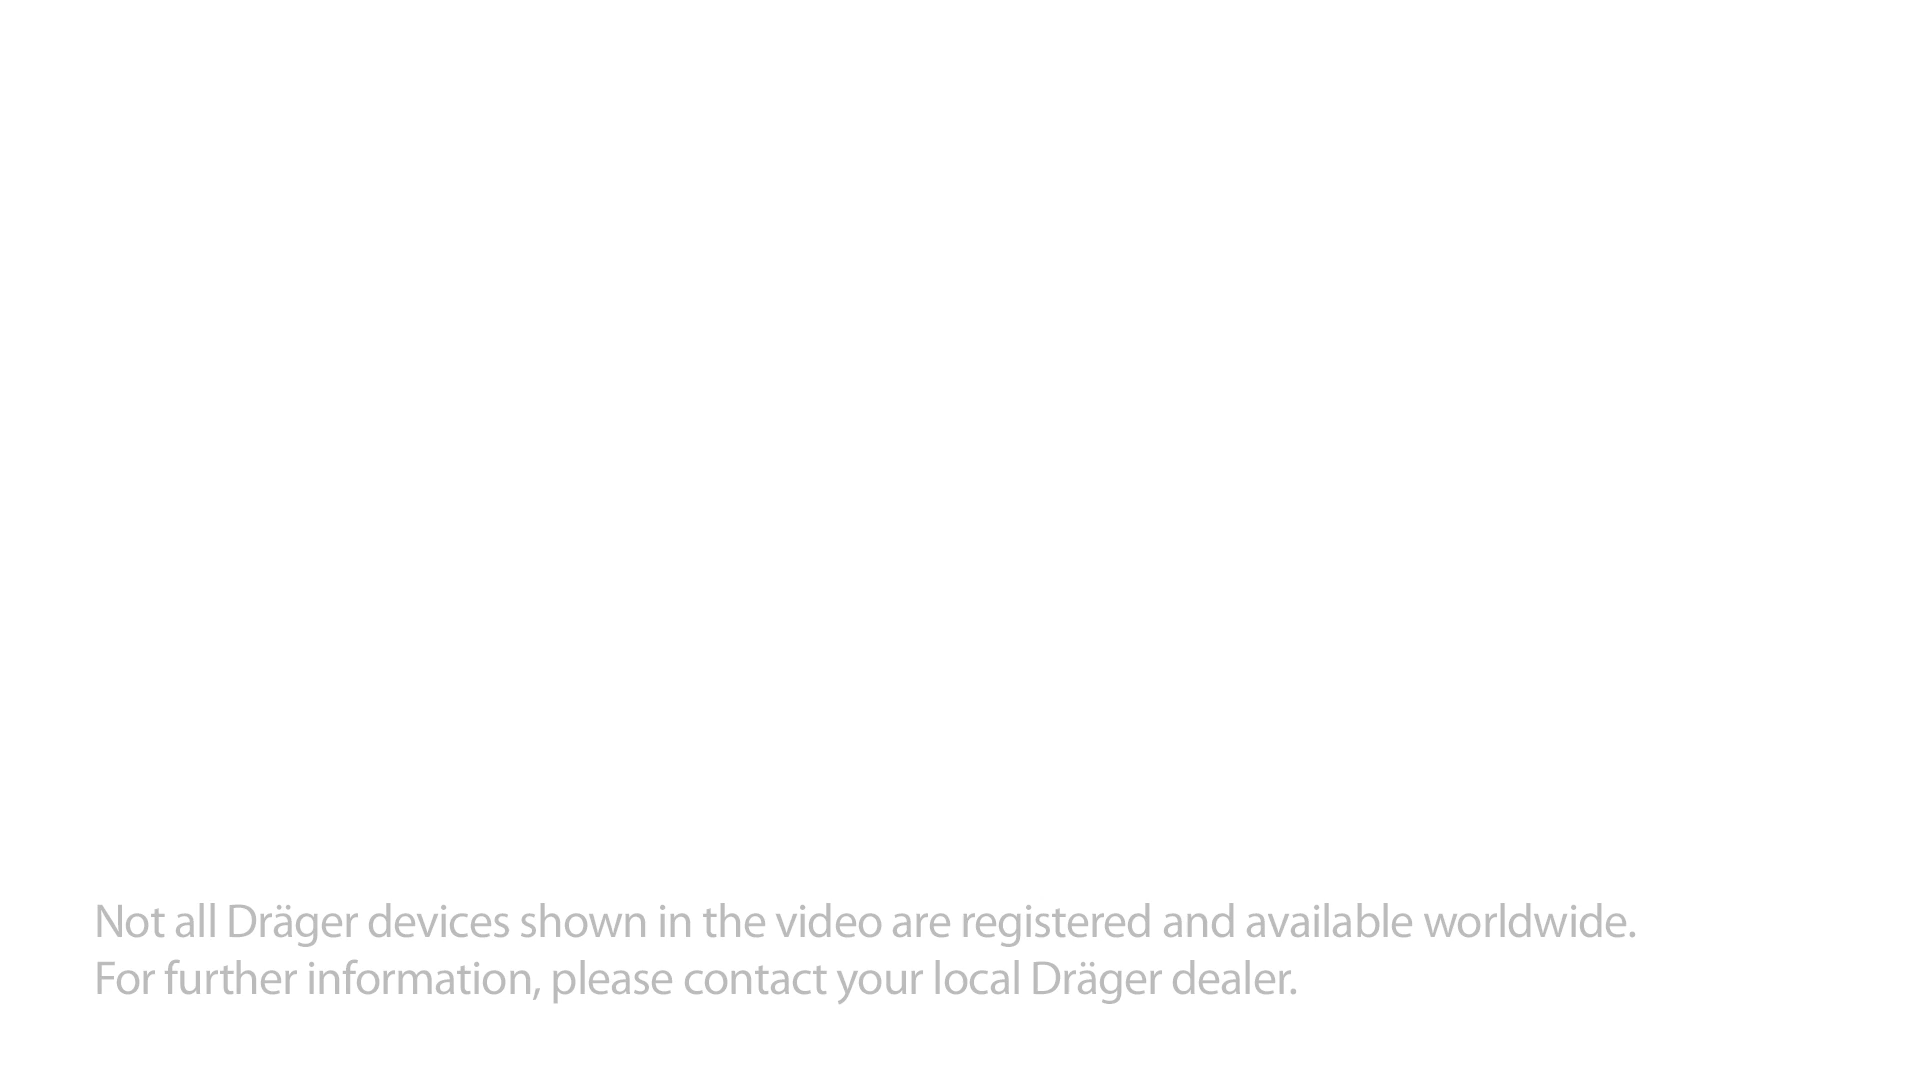 Not all Dräger devices shown in the video are registered and available worldwide.
For further information, please contact your local Dräger dealer.